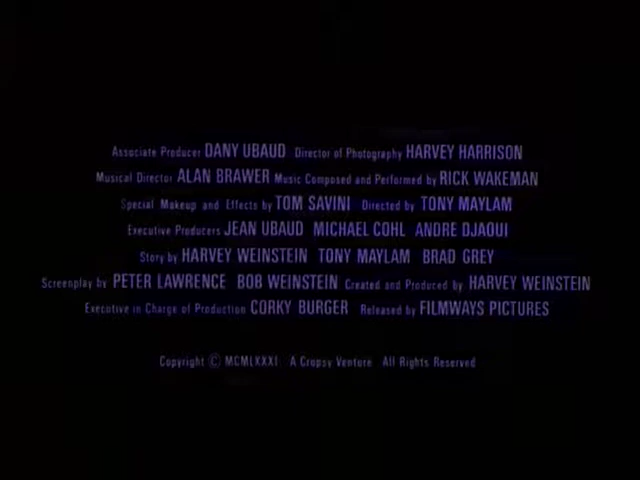 Associate Producer DANY UBAUD Director of Photography HARVEY HARRISON
Musical Director ALAN BRAWER Music Composed and Performed by RICK WAKEMAN
Special Makeup and Effects by TOM SAVINI Directed by TONY MAYLAM
Executive Producers JEAN UBAUD MICHAEL COHL ANDRE DJAOUI
Story by HARVEY WEINSTEIN TONY MAYLAM BRAD GREY
Screenplay by PETER LAWRENCE BOB WEINSTEIN Created and Produced by HARVEY WEINSTEIN
Executive in Charge of Production CORKY BURGER Released by FILMWAYS PICTURES
Copyright © MCMLXXXI A Cropsy Venture All Rights Reserved